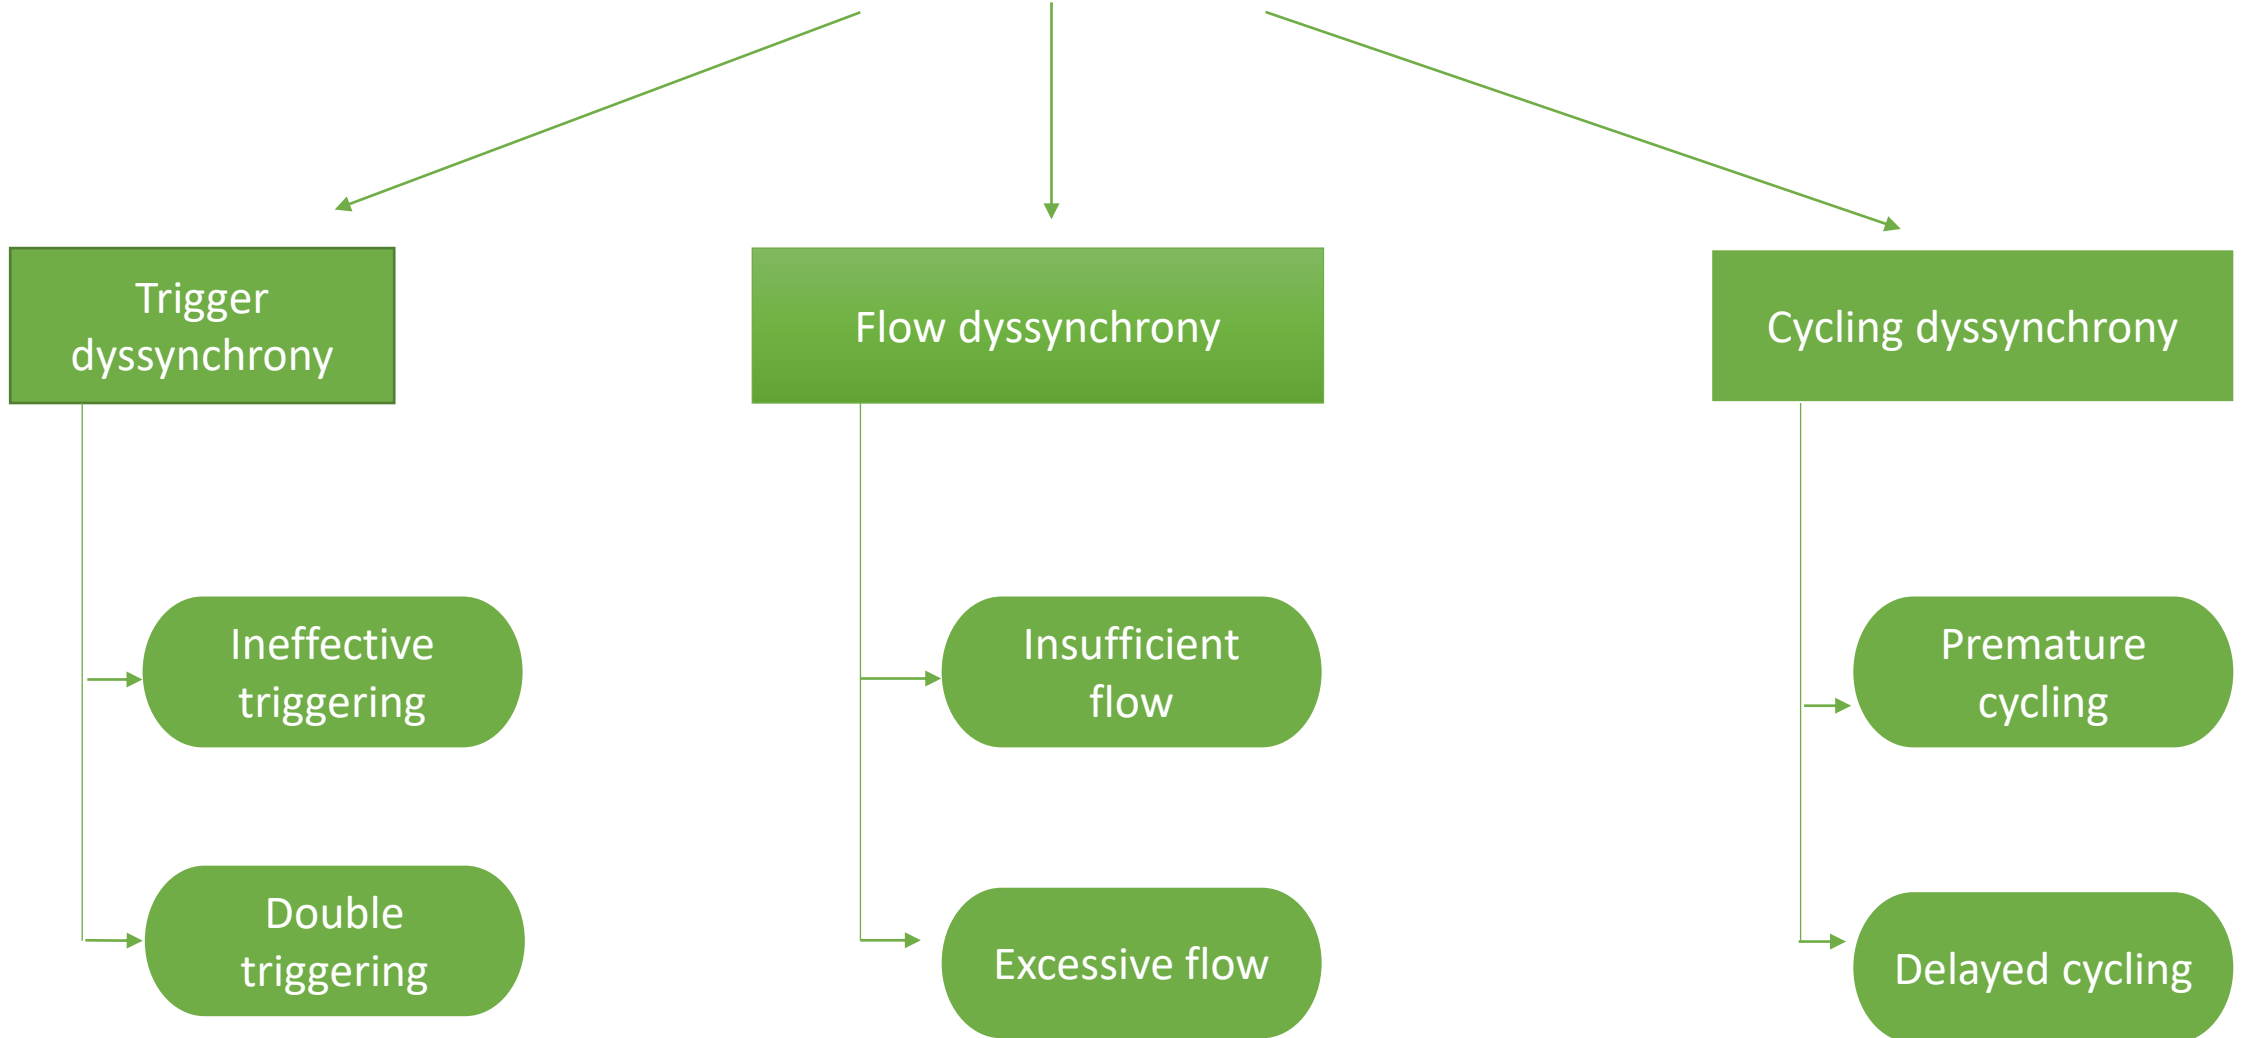 Trigger
dyssynchrony
Flow dyssynchrony
Cycling dyssynchrony
Ineffective
triggering
Insufficient
flow
Premature
cycling
Double
triggering
Excessive flow
Delayed cycling